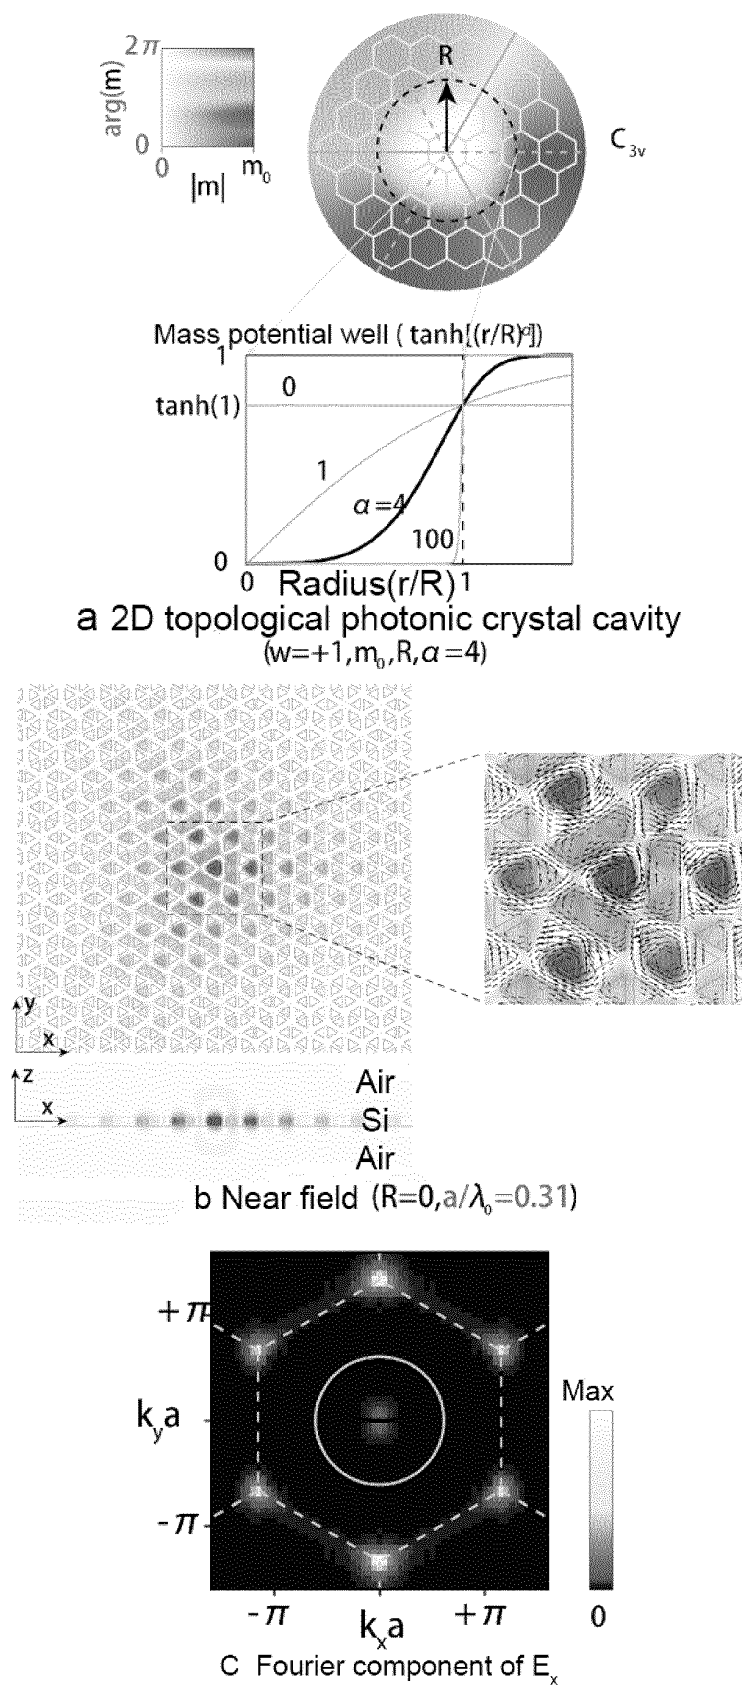 2π
arg(m)
0
0
m₀
|m|
R
C₃ᵥ
Mass potential well ( tanh[(r/R)^α])
1
0
tanh(1)
1
α=4
100
0
0
Radius(r/R)
1
a 2D topological photonic crystal cavity
(w=+1,m₀,R,α=4)
y
x
z
x
Air
Si
Air
b Near field (R=0,a/λ₀=0.31)
+π
kᵧa
-π
-π
+π
kₓa
Max
0
C Fourier component of Eₓ